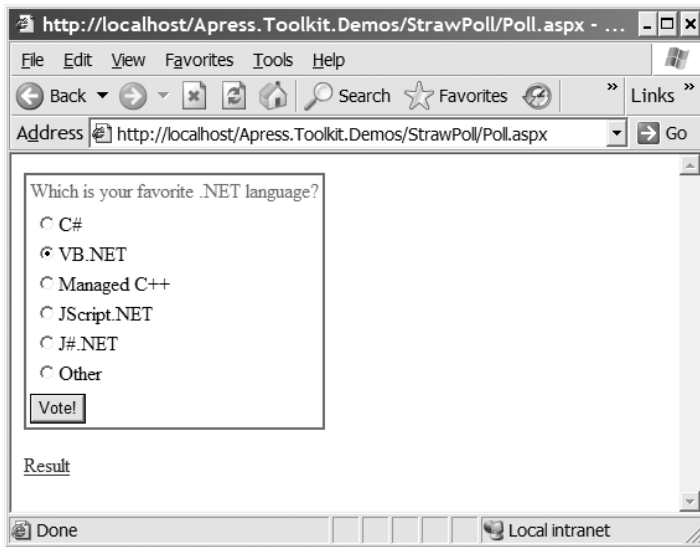 http://localhost/Apress.Toolkit.Demos/StrawPoll/Poll.aspx - ...
File Edit View Favorites Tools Help
Back Search Favorites » Links »
Address http://localhost/Apress.Toolkit.Demos/StrawPoll/Poll.aspx Go
Which is your favorite .NET language?
C#
VB.NET
Managed C++
JScript.NET
J#.NET
Other
Vote!
Result
Done Local intranet